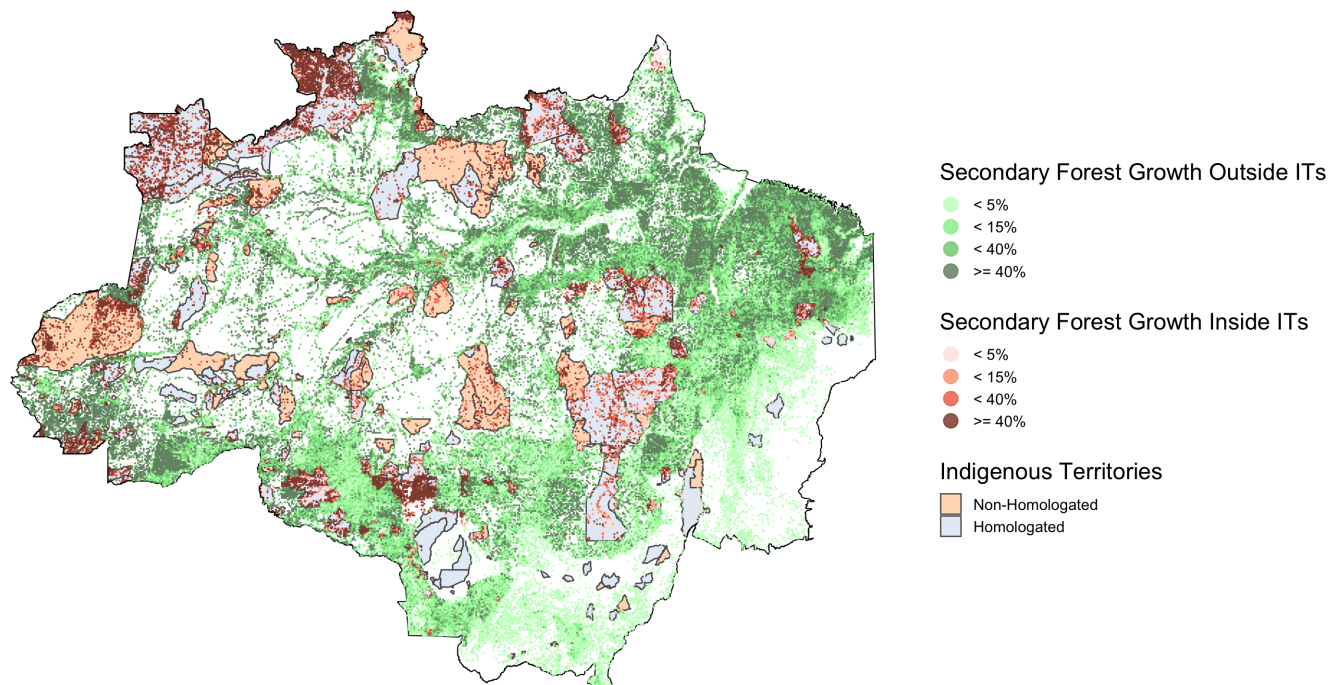 Secondary Forest Growth Outside ITs
< 5%
< 15%
< 40%
>= 40%
Secondary Forest Growth Inside ITs
< 5%
< 15%
< 40%
>= 40%
Indigenous Territories
Non-Homologated
Homologated